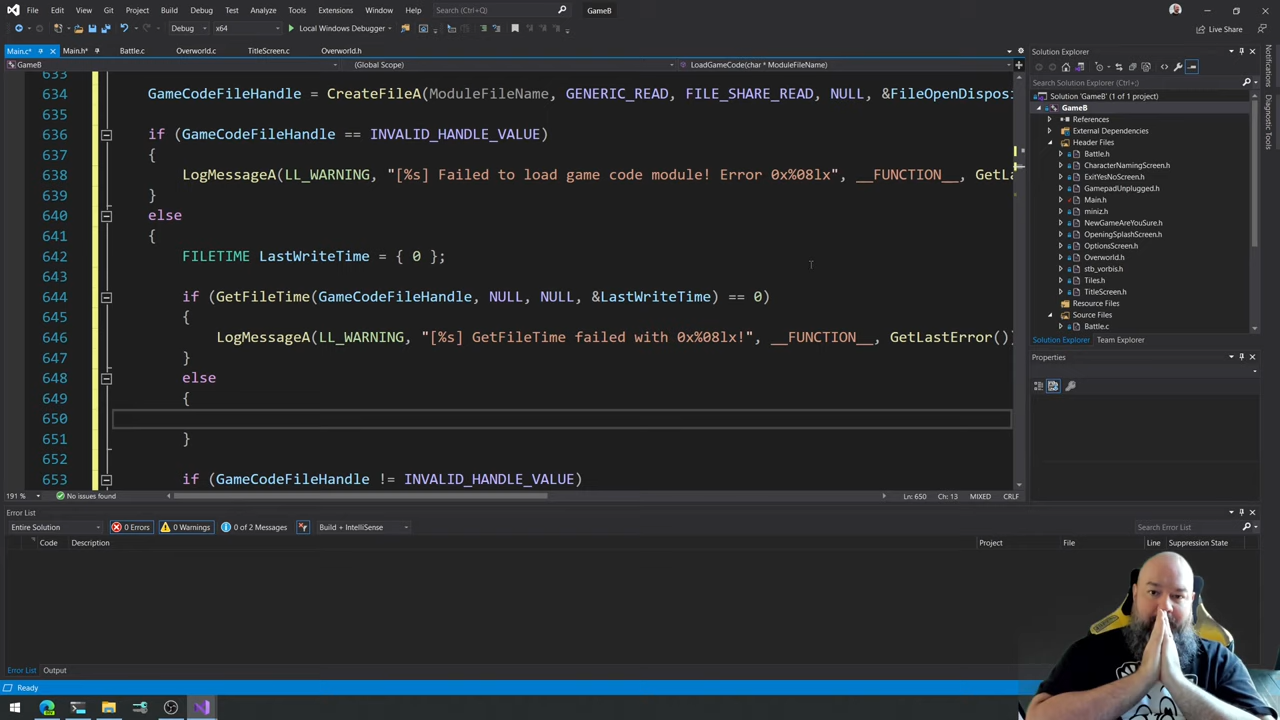 File Edit View Git Project Build Debug Test Analyze Tools Extensions Window Help Search (Ctrl+Q) GameB
Debug x64 Local Windows Debugger Live Share
Main.c* Main.h* Battle.c Overworld.c TitleScreen.c Overworld.h
GameB (Global Scope) LoadGameCode(char * ModuleFileName)
633
634 GameCodeFileHandle = CreateFileA(ModuleFileName, GENERIC_READ, FILE_SHARE_READ, NULL, &FileOpenDisposi
635
636 if (GameCodeFileHandle == INVALID_HANDLE_VALUE)
637 {
638 LogMessageA(LL_WARNING, "[%s] Failed to load game code module! Error 0x%08lx", __FUNCTION__, GetLa
639 }
640 else
641 {
642 FILETIME LastWriteTime = { 0 };
643
644 if (GetFileTime(GameCodeFileHandle, NULL, NULL, &LastWriteTime) == 0)
645 {
646 LogMessageA(LL_WARNING, "[%s] GetFileTime failed with 0x%08lx!", __FUNCTION__, GetLastError())
647 }
648 else
649 {
650
651 }
652
653 if (GameCodeFileHandle != INVALID_HANDLE_VALUE)
191 % No issues found Ln: 650 Ch: 13 MIXED CRLF
Solution Explorer
Search Solution Explorer (Ctrl+;)
Solution 'GameB' (1 of 1 project)
GameB
References
External Dependencies
Header Files
Battle.h
CharacterNamingScreen.h
ExitYesNoScreen.h
GamepadUnplugged.h
Main.h
miniz.h
NewGameAreYouSure.h
OpeningSplashScreen.h
OptionsScreen.h
Overworld.h
stb_vorbis.h
Tiles.h
TitleScreen.h
Resource Files
Source Files
Battle.c
Solution Explorer Team Explorer
Properties
Notifications
Diagnostic Tools
Error List
Entire Solution 0 Errors 0 Warnings 0 of 2 Messages Build + IntelliSense Search Error List
Code Description Project File Line Suppression State
Error List Output
Ready